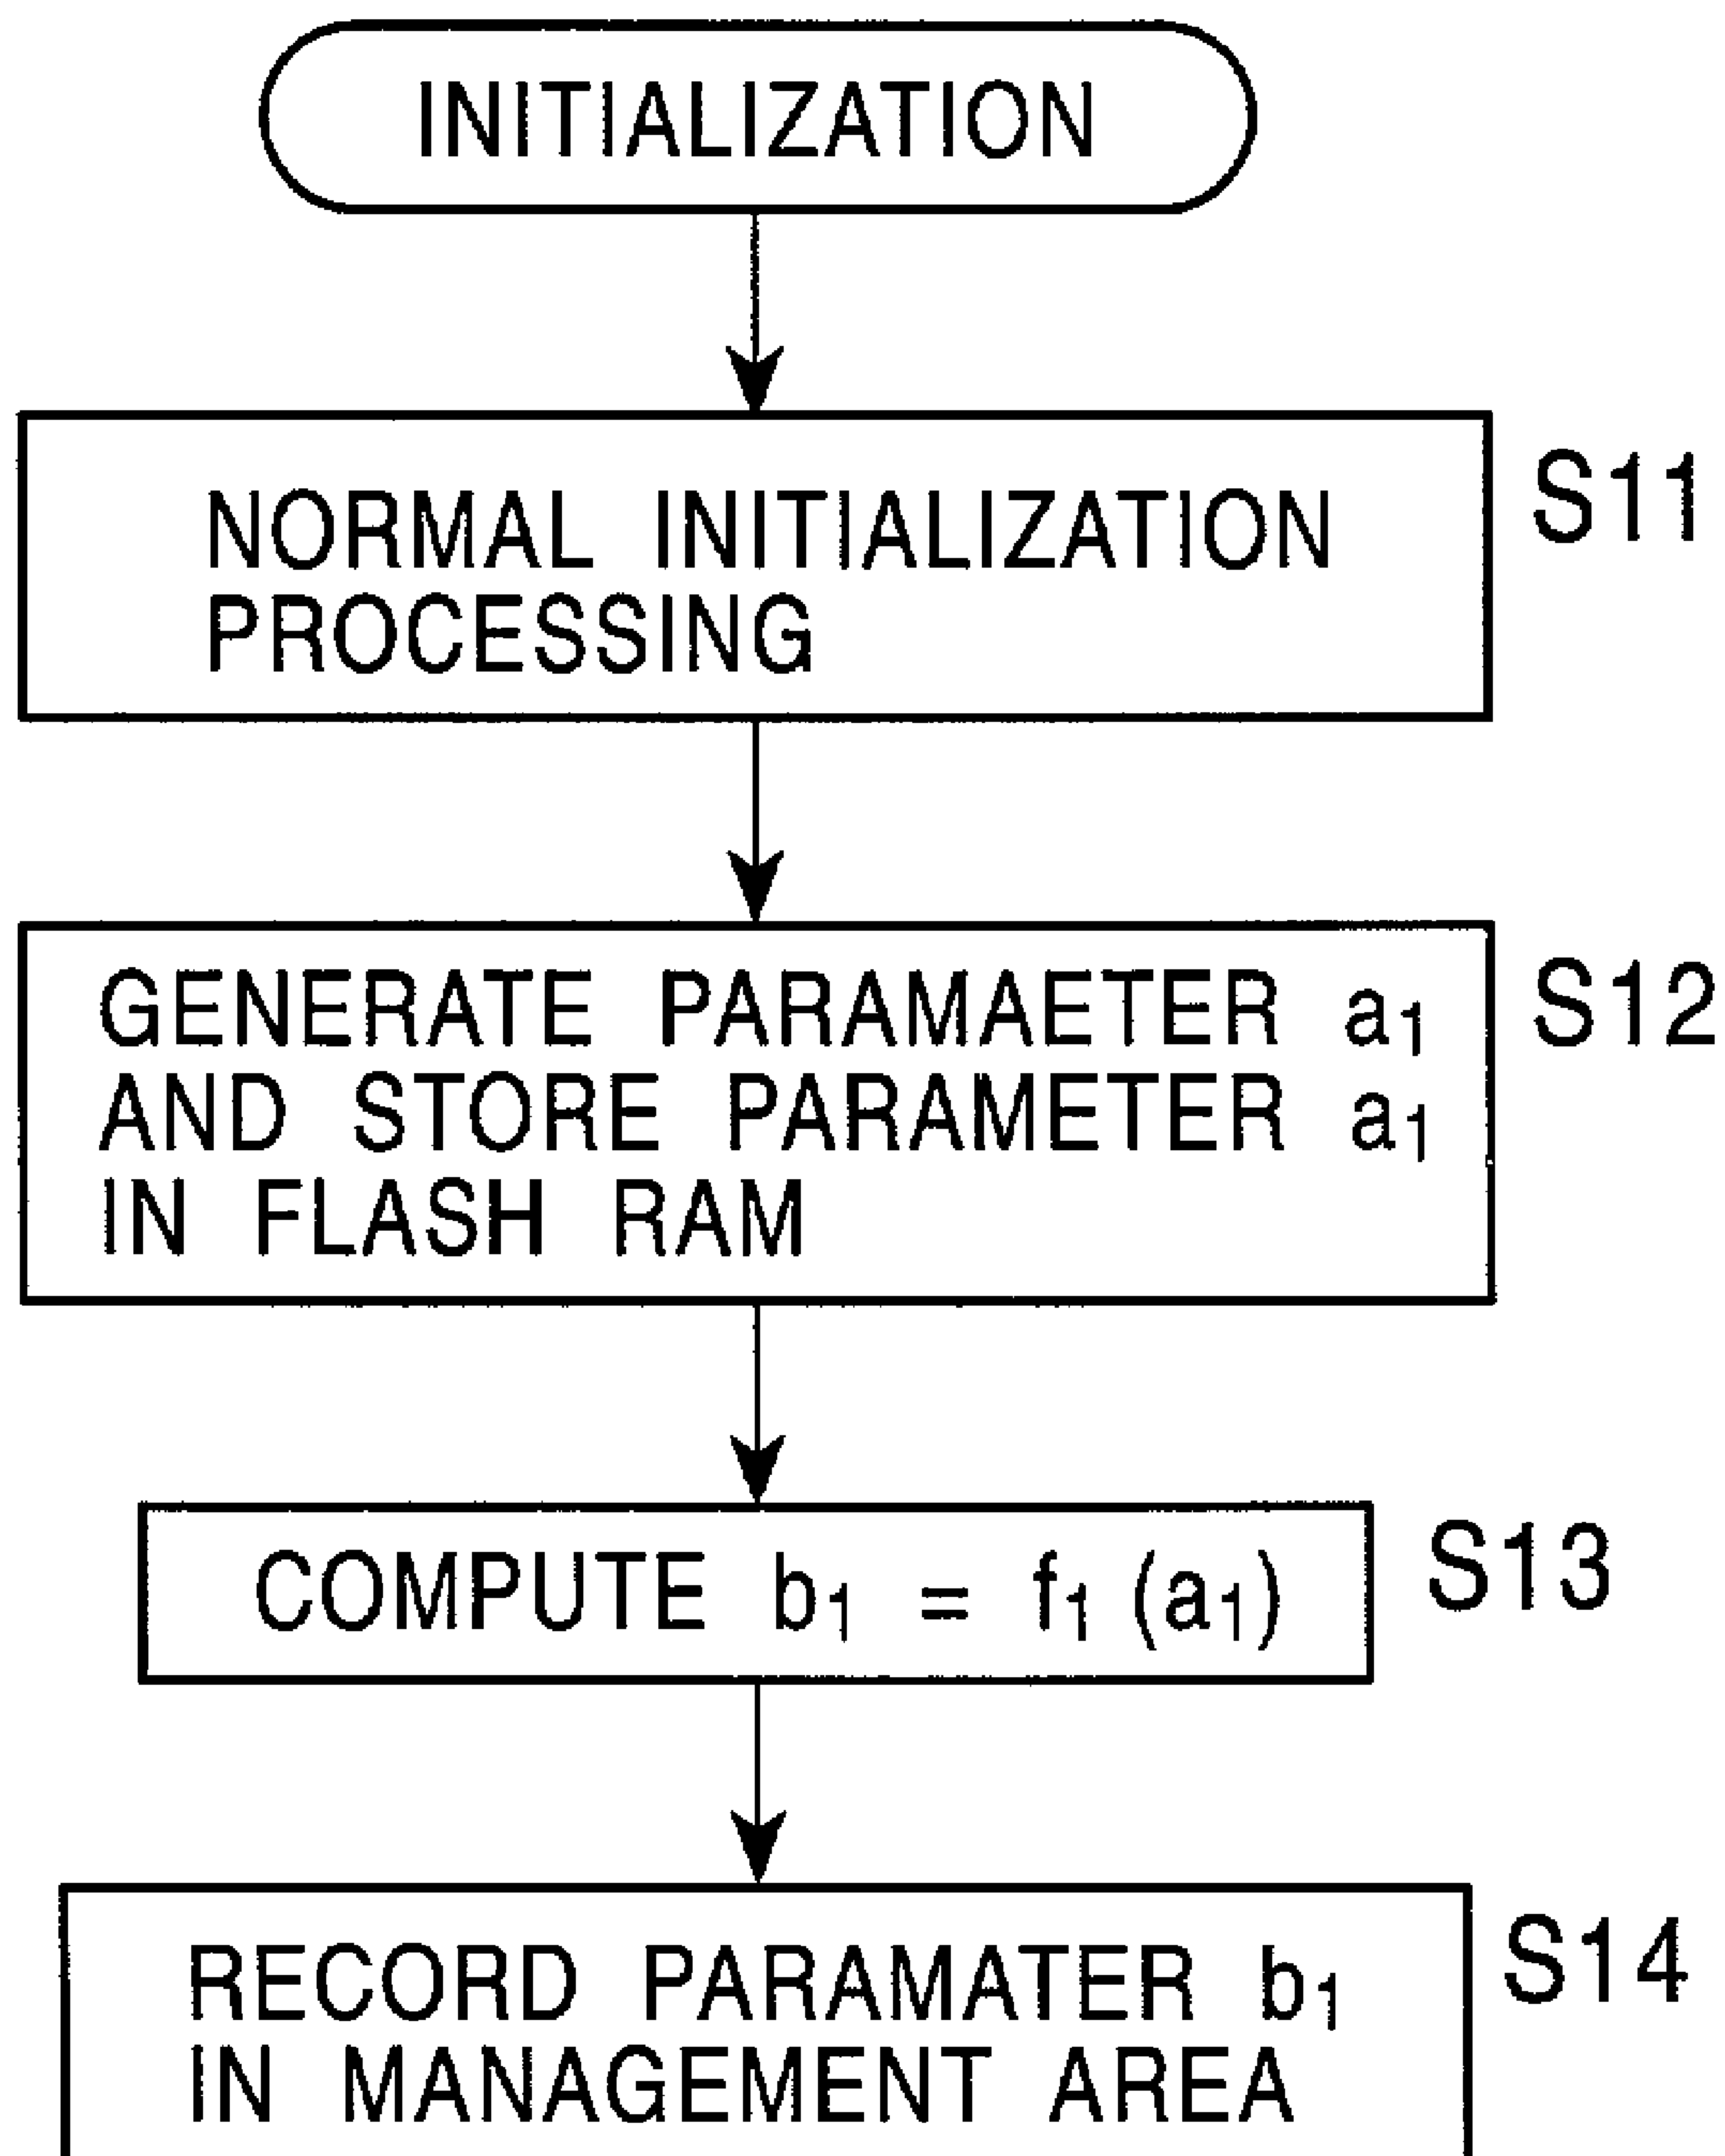 INITIALIZATION
NORMAL INITIALIZATION
PROCESSING
S11
GENERATE PARAMAETER a1
AND STORE PARAMETER a1
IN FLASH RAM
S12
COMPUTE b1 = f1 (a1)
S13
RECORD PARAMATER b1
IN MANAGEMENT AREA
S14